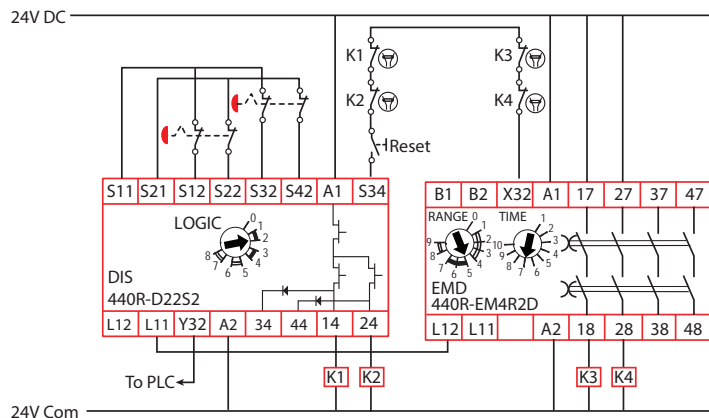 24V DC
K1
K2
Reset
K3
K4
S11 S21 S12 S22 S32 S42 A1 S34
B1 B2 X32 A1 17 27 37 47
LOGIC
0
1
2
3
4
5
6
7
8
DIS
440R-D22S2
RANGE
0
1
2
3
4
5
6
7
8
9
TIME
1
2
3
4
5
6
7
8
9
10
EMD
440R-EM4R2D
L12 L11 Y32 A2 34 44 14 24
L12 L11 A2 18 28 38 48
To PLC
K1
K2
K3
K4
24V Com